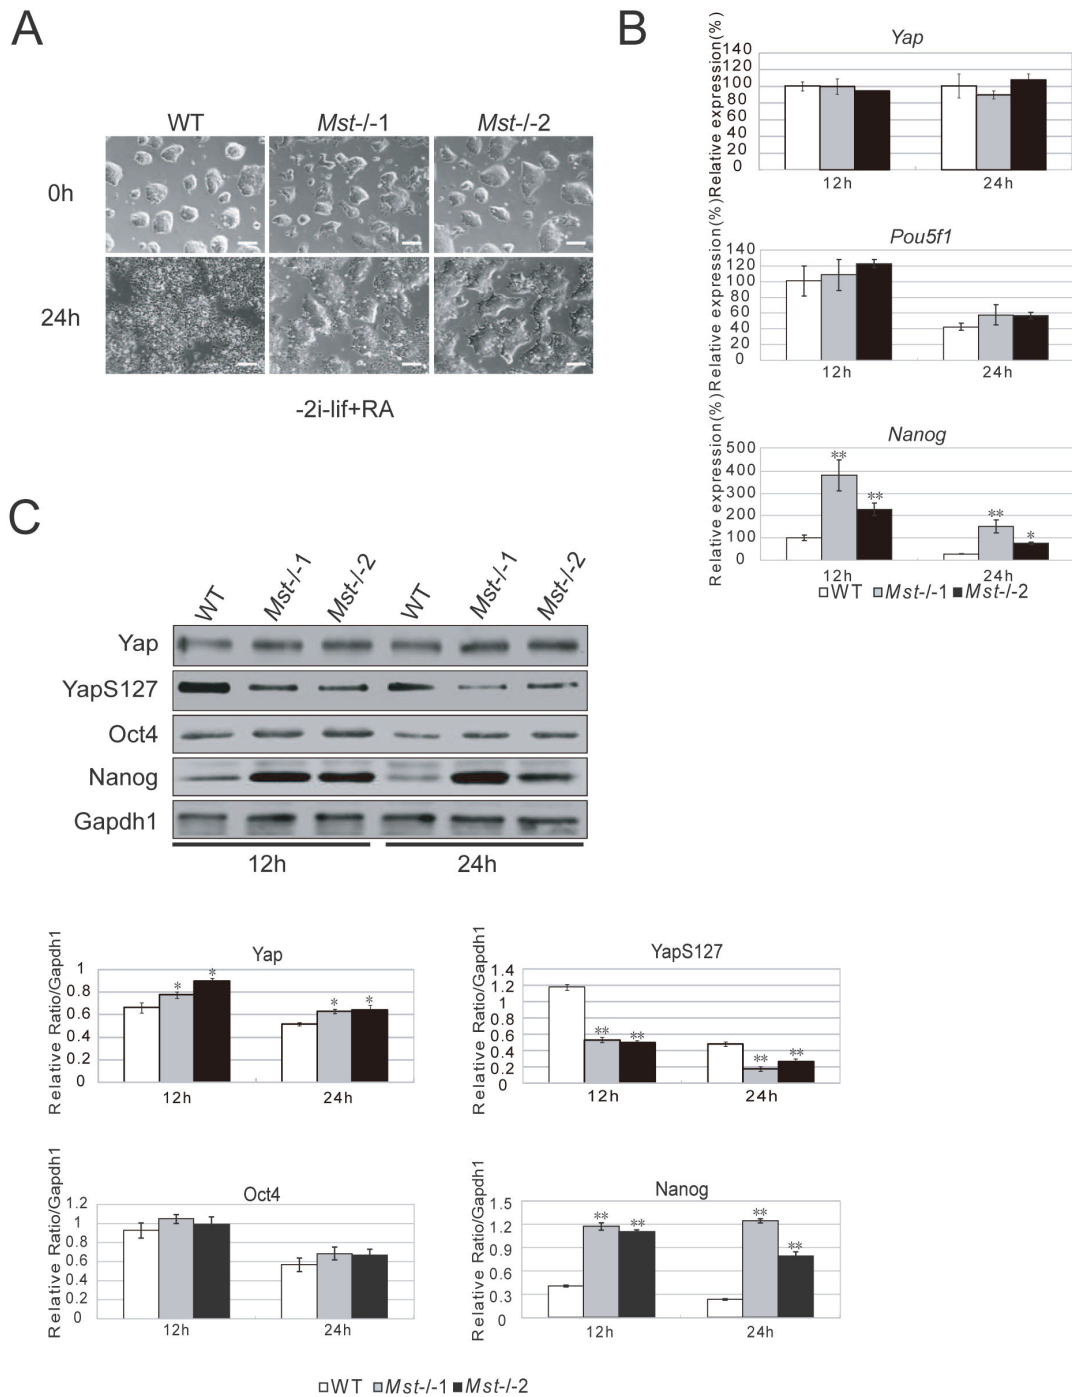 A
WT Mst-/-1 Mst-/-2
0h
24h
-2i-lif+RA
B
Yap
Relative expression(%)
140
120
100
80
60
40
20
0
12h 24h
Pou5f1
Relative expression(%)
140
120
100
80
60
40
20
0
12h 24h
Nanog
Relative expression(%)
500
400
300
200
100
0
** ** ** *
12h 24h
WT Mst-/-1 Mst-/-2
C
WT Mst-/-1 Mst-/-2 WT Mst-/-1 Mst-/-2
Yap
YapS127
Oct4
Nanog
Gapdh1
12h 24h
Yap
Relative Ratio/Gapdh1
1
0.8
0.6
0.4
0.2
0
* * * *
12h 24h
YapS127
Relative Ratio/Gapdh1
1.4
1.2
1
0.8
0.6
0.4
0.2
0
** ** ** **
12h 24h
Oct4
Relative Ratio/Gapdh1
1.2
1
0.8
0.6
0.4
0.2
0
12h 24h
Nanog
Relative Ratio/Gapdh1
1.5
1.2
0.9
0.6
0.3
0
** ** ** **
12h 24h
WT Mst-/-1 Mst-/-2